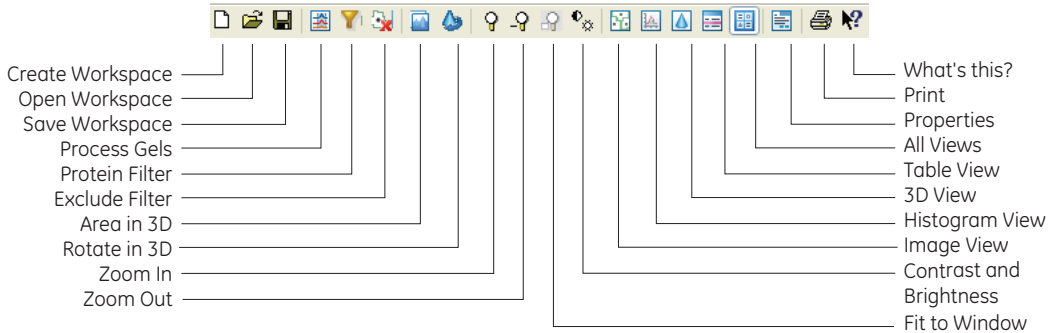 Create Workspace
Open Workspace
Save Workspace
Process Gels
Protein Filter
Exclude Filter
Area in 3D
Rotate in 3D
Zoom In
Zoom Out
What's this?
Print
Properties
All Views
Table View
3D View
Histogram View
Image View
Contrast and
Brightness
Fit to Window